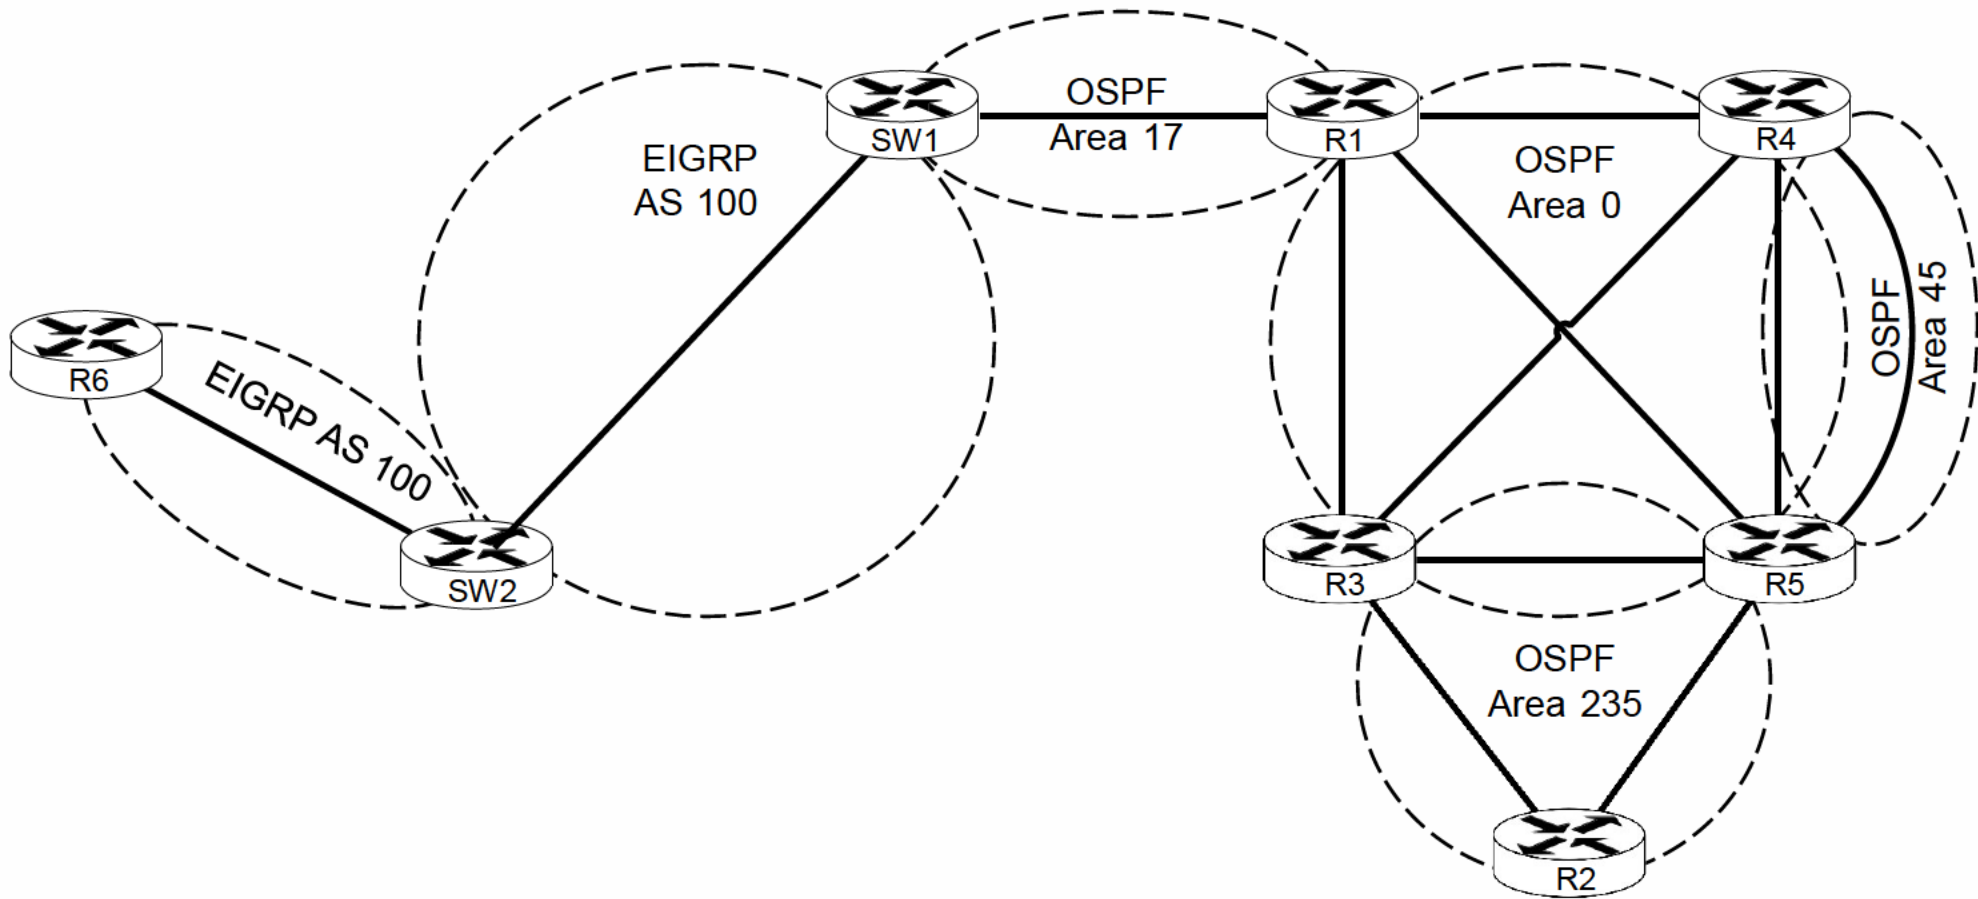 OSPF
Area 17
SW1
R1
R4
EIGRP
AS 100
OSPF
Area 0
OSPF
Area 45
R6
EIGRP AS 100
SW2
R3
R5
OSPF
Area 235
R2